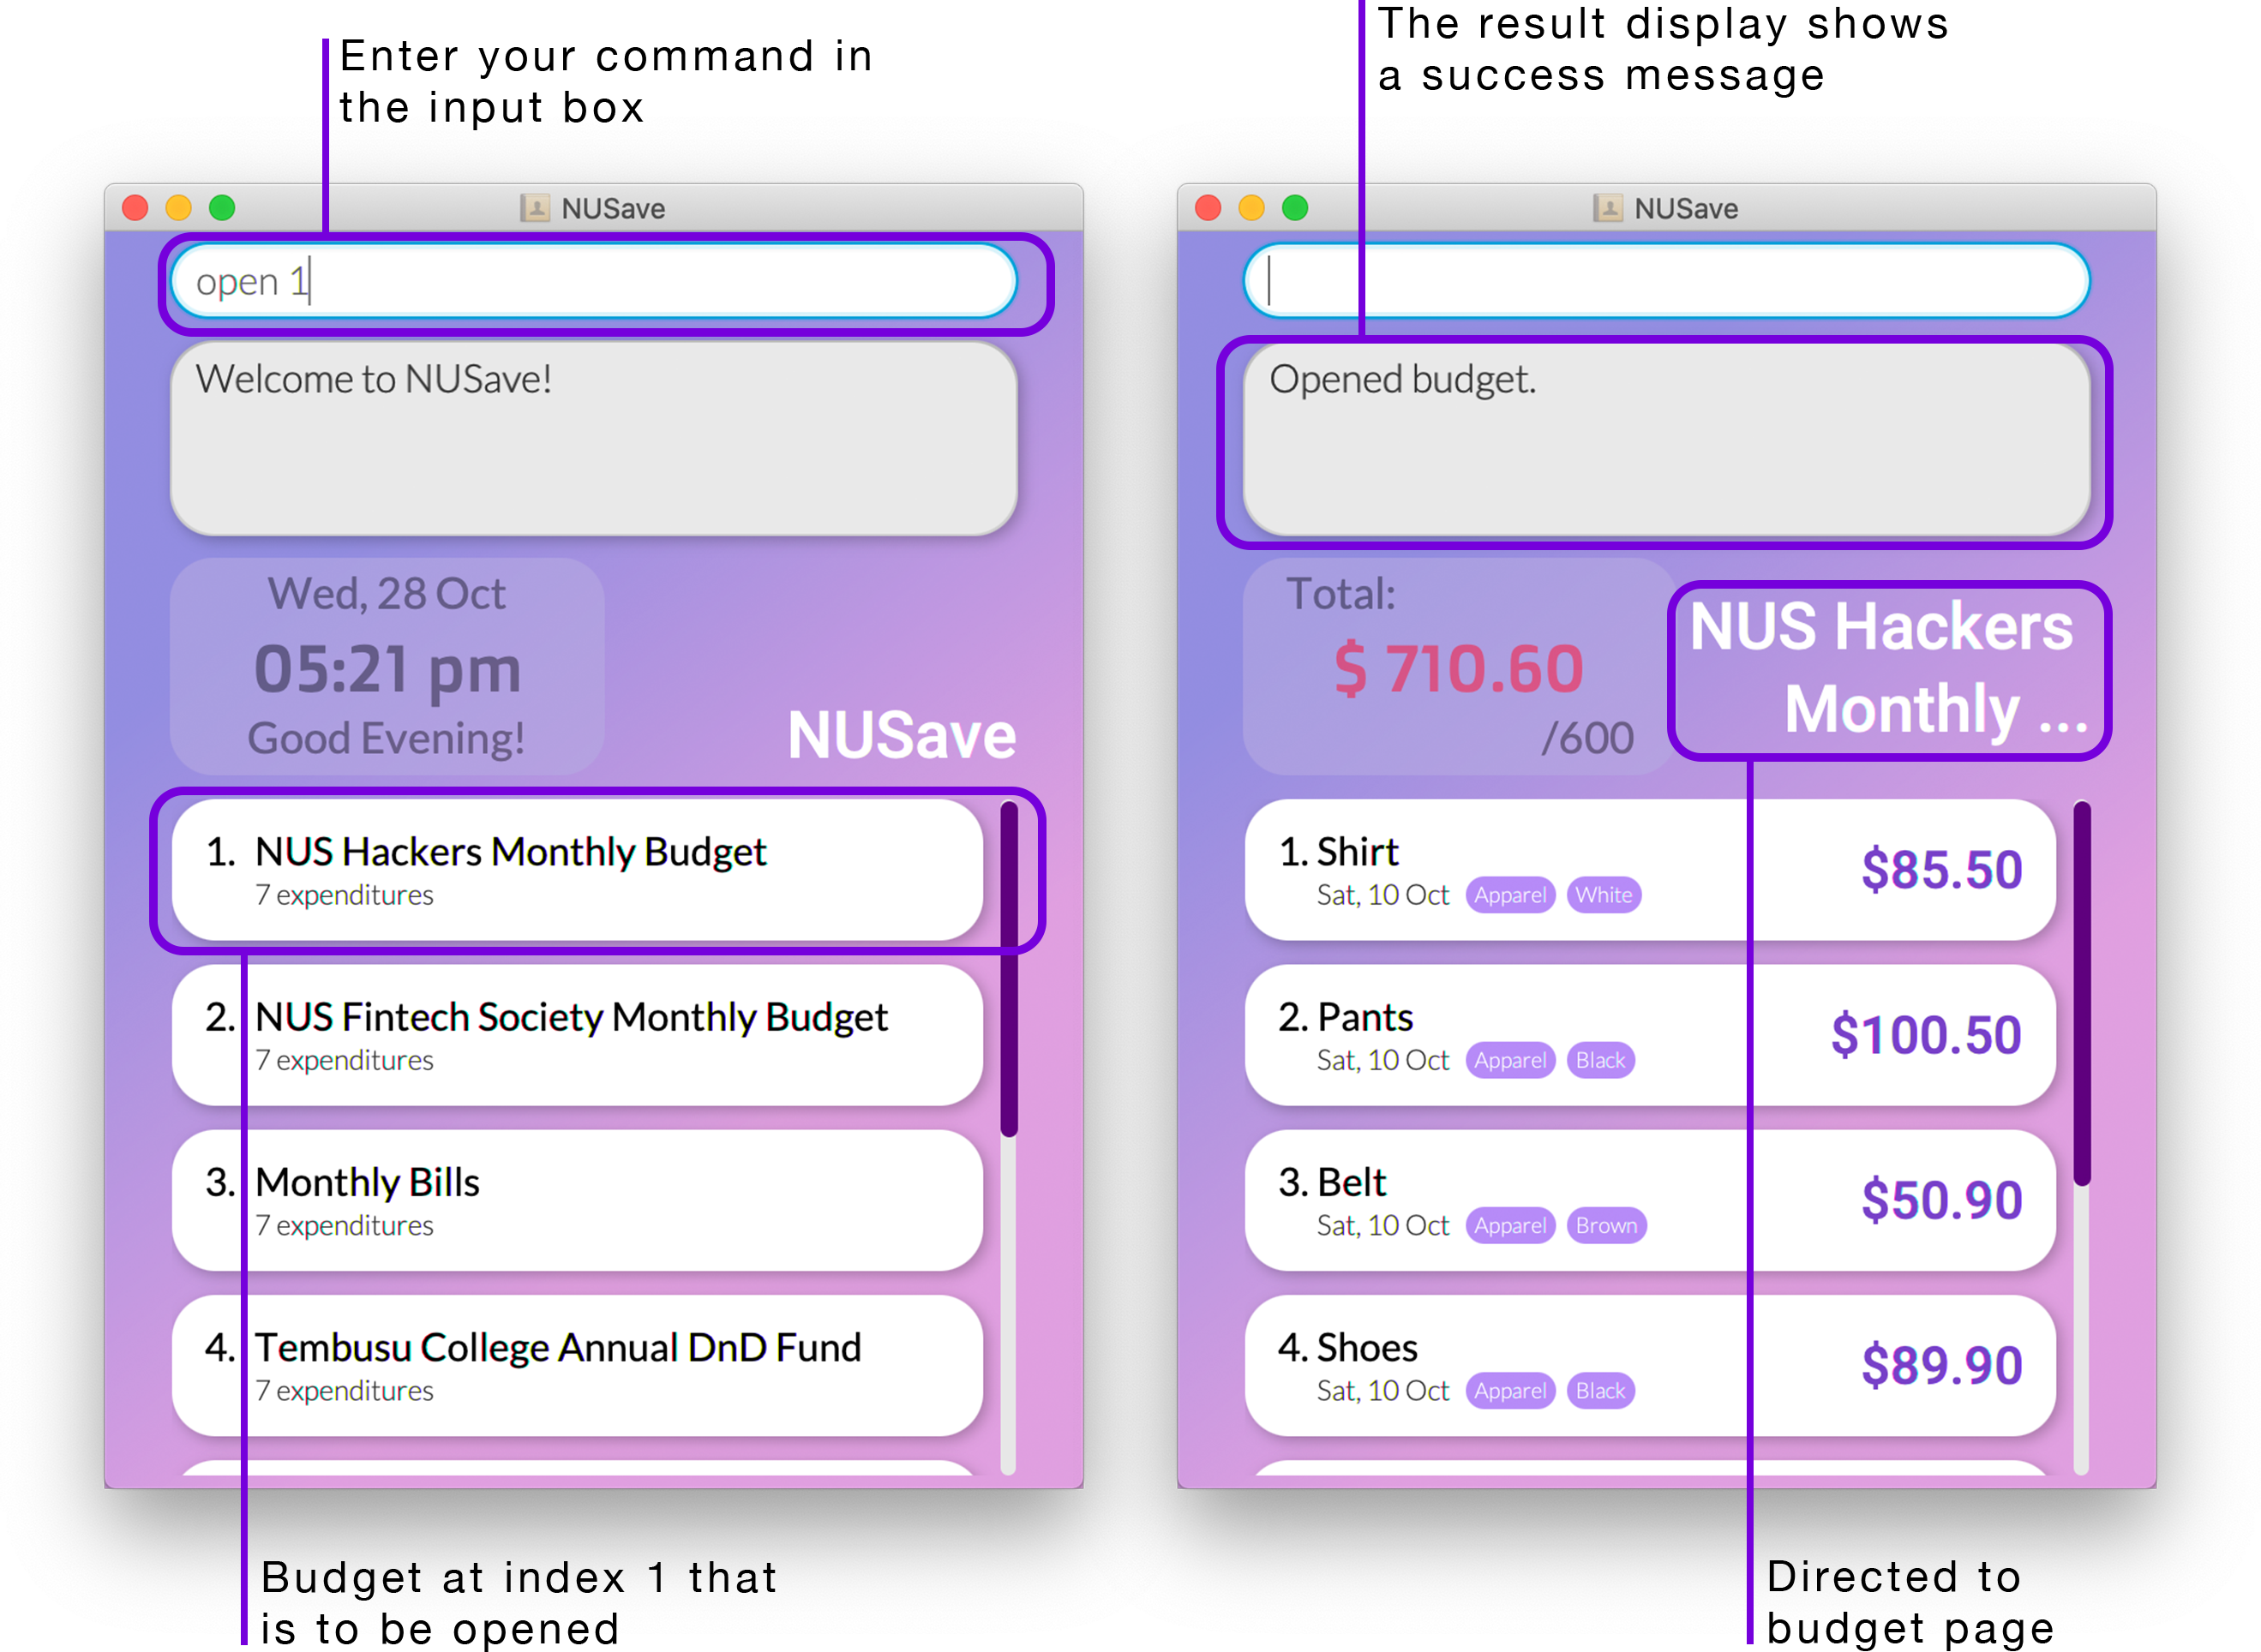 Enter your command in
the input box
The result display shows
a success message
NUSave
open 1
Welcome to NUSave!
Wed, 28 Oct
05:21 pm
Good Evening!
NUSave
1. NUS Hackers Monthly Budget
7 expenditures
2. NUS Fintech Society Monthly Budget
7 expenditures
3. Monthly Bills
7 expenditures
4. Tembusu College Annual DnD Fund
7 expenditures
Budget at index 1 that
is to be opened
NUSave
Opened budget.
Total:
$ 710.60
/600
NUS Hackers
Monthly ...
1. Shirt
Sat, 10 Oct Apparel White
$85.50
2. Pants
Sat, 10 Oct Apparel Black
$100.50
3. Belt
Sat, 10 Oct Apparel Brown
$50.90
4. Shoes
Sat, 10 Oct Apparel Black
$89.90
Directed to
budget page